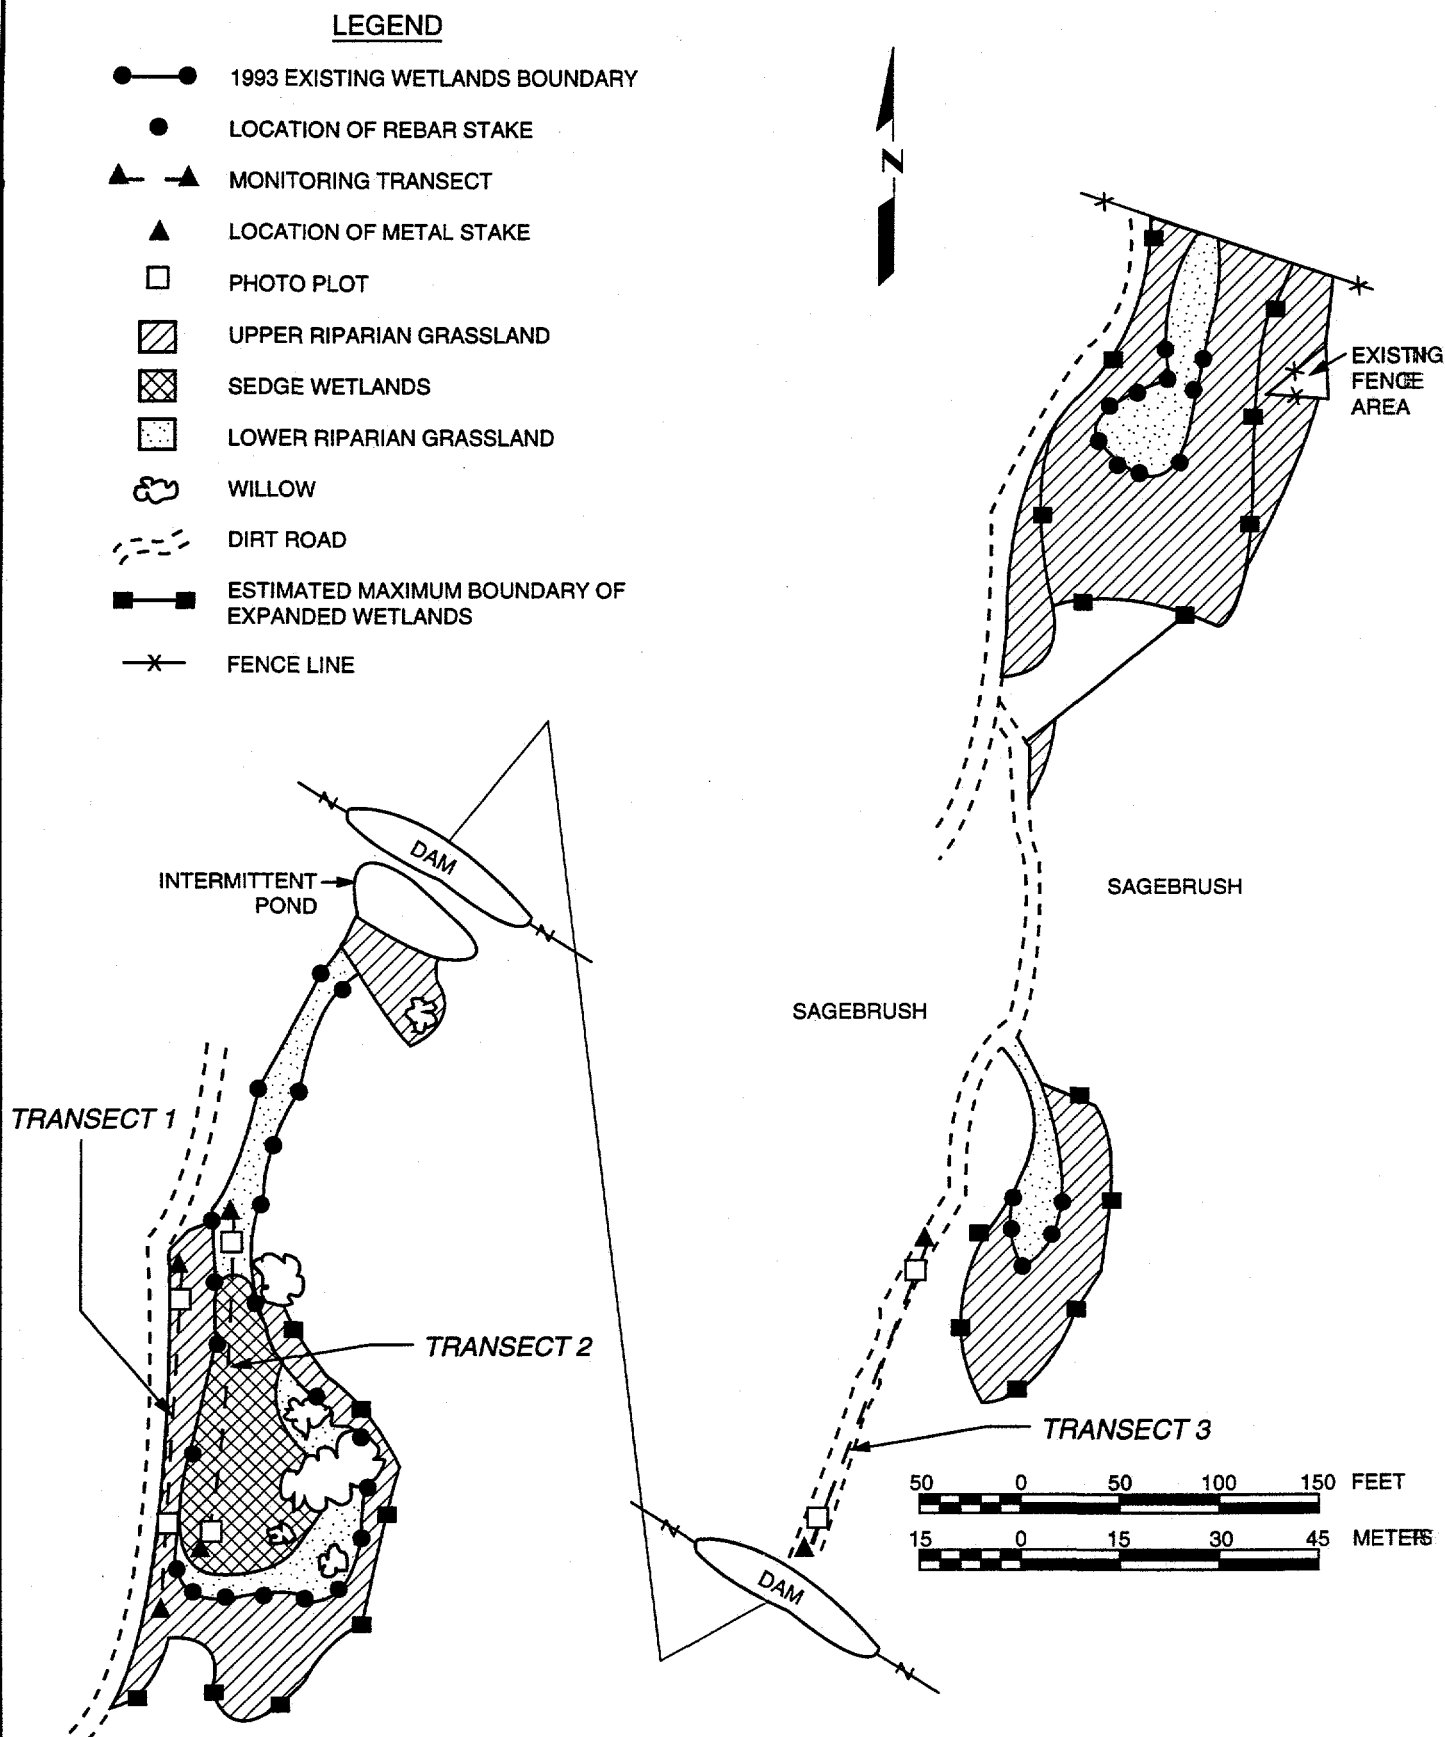 LEGEND
1993 EXISTING WETLANDS BOUNDARY
LOCATION OF REBAR STAKE
MONITORING TRANSECT
LOCATION OF METAL STAKE
PHOTO PLOT
UPPER RIPARIAN GRASSLAND
SEDGE WETLANDS
LOWER RIPARIAN GRASSLAND
WILLOW
DIRT ROAD
ESTIMATED MAXIMUM BOUNDARY OF
EXPANDED WETLANDS
FENCE LINE
N
EXISTING
FENCE
AREA
DAM
INTERMITTENT
POND
SAGEBRUSH
SAGEBRUSH
TRANSECT 1
TRANSECT 2
TRANSECT 3
50 0 50 100 150 FEET
15 0 15 30 45 METERS
DAM